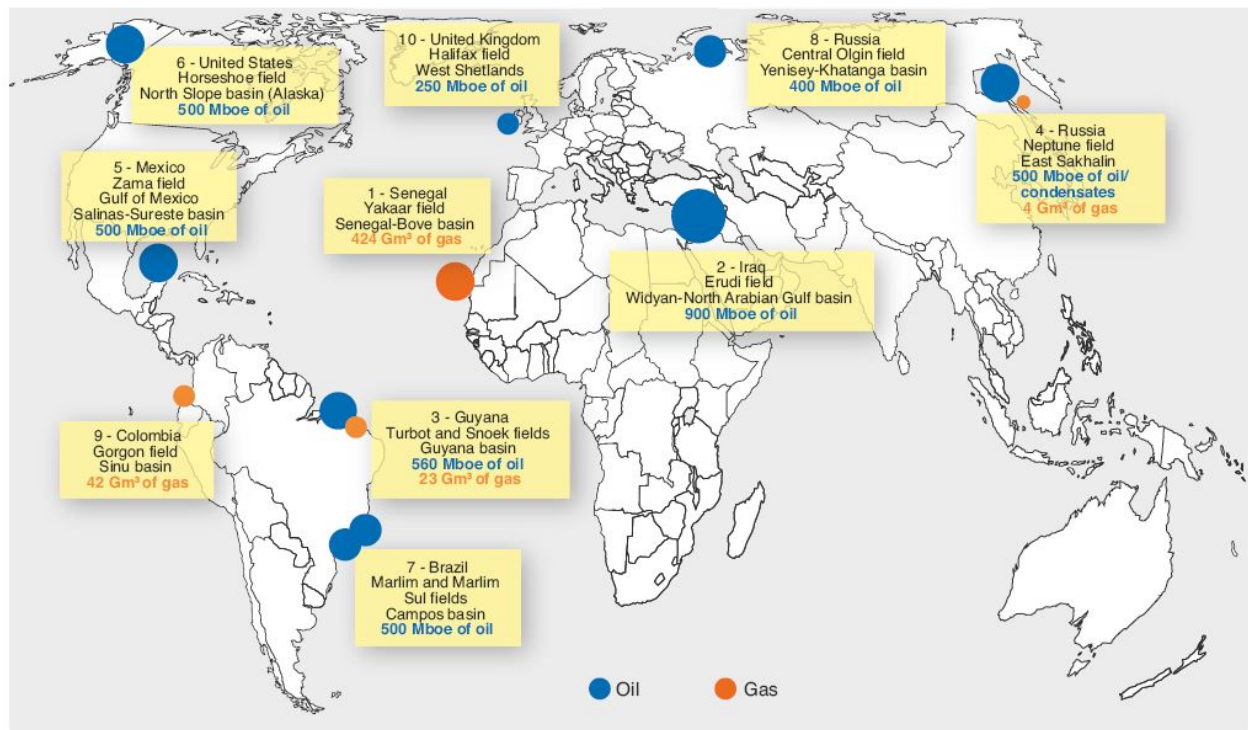 6 - United States
Horseshoe field
North Slope basin (Alaska)
500 Mboe of oil
10 - United Kingdom
Halifax field
West Shetlands
250 Mboe of oil
8 - Russia
Central Olgin field
Yenisey-Khatanga basin
400 Mboe of oil
4 - Russia
Neptune field
East Sakhalin
500 Mboe of oil/
condensates
4 Gm³ of gas
5 - Mexico
Zama field
Gulf of Mexico
Salinas-Sureste basin
500 Mboe of oil
1 - Senegal
Yakaar field
Senegal-Bove basin
424 Gm³ of gas
2 - Iraq
Erudi field
Widyan-North Arabian Gulf basin
900 Mboe of oil
9 - Colombia
Gorgon field
Sinu basin
42 Gm³ of gas
3 - Guyana
Turbot and Snoek fields
Guyana basin
560 Mboe of oil
23 Gm³ of gas
7 - Brazil
Marlim and Marlim
Sul fields
Campos basin
500 Mboe of oil
Oil
Gas